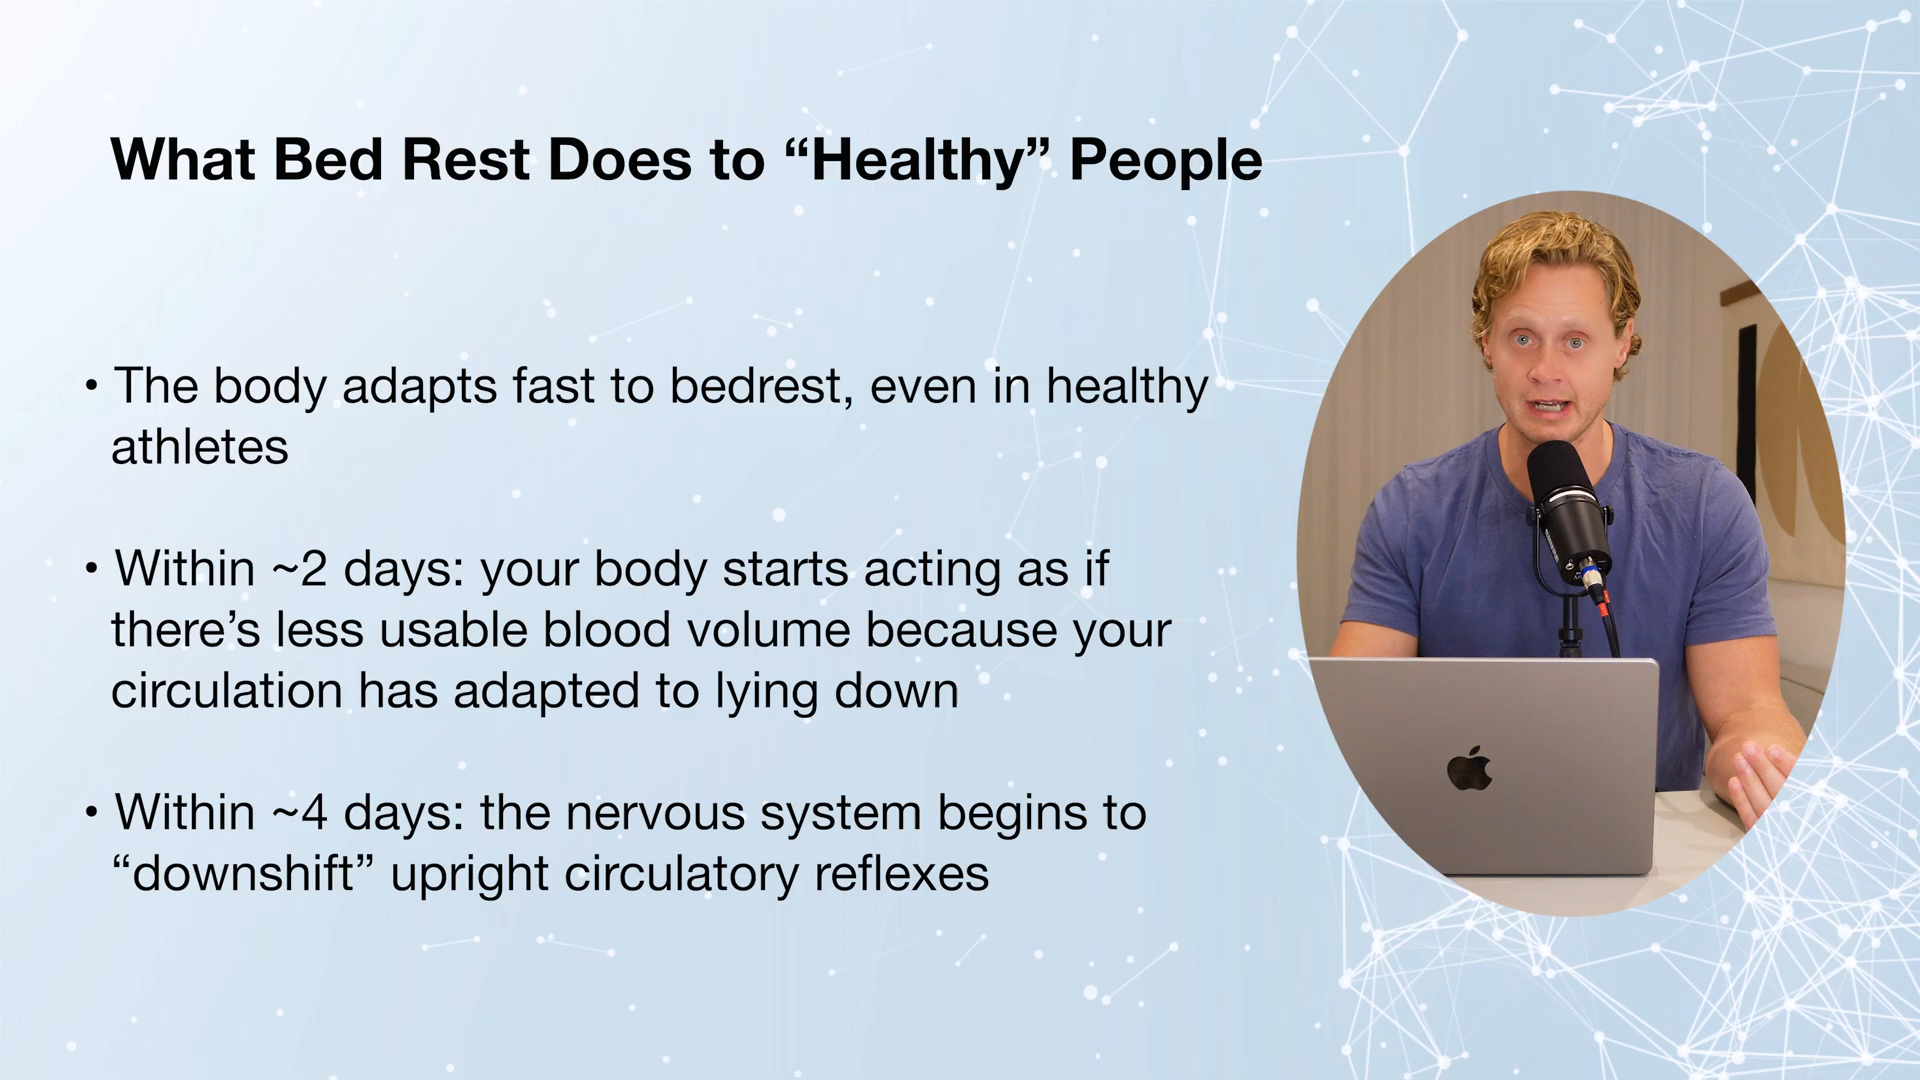 What Bed Rest Does to “Healthy” People
• The body adapts fast to bedrest, even in healthy
athletes
• Within ~2 days: your body starts acting as if
there’s less usable blood volume because your
circulation has adapted to lying down
• Within ~4 days: the nervous system begins to
“downshift” upright circulatory reflexes